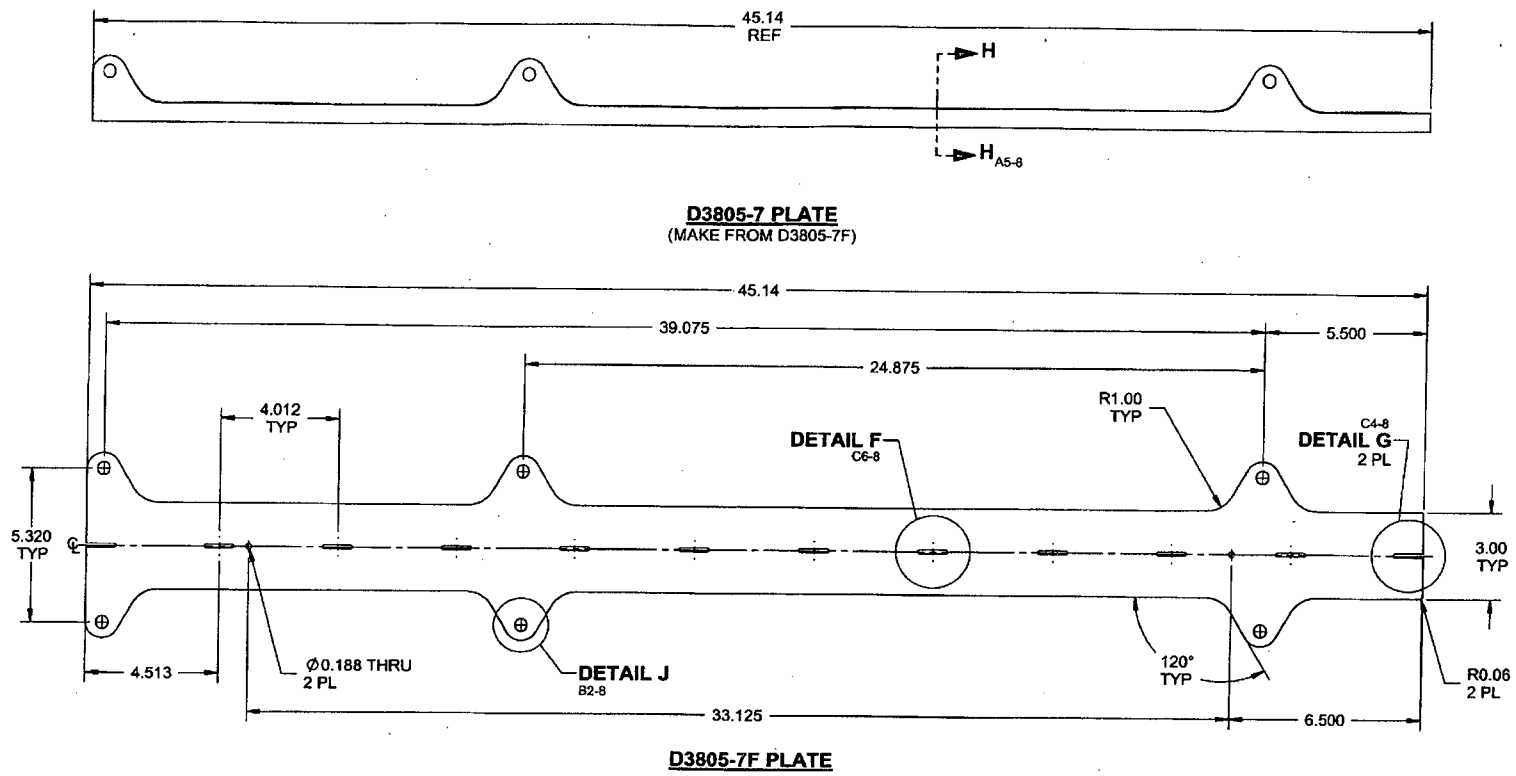 45.14
REF
H
H A5-8
D3805-7 PLATE
(MAKE FROM D3805-7F)
45.14
39.075
5.500
24.875
4.012
TYP
R1.00
TYP
DETAIL F
C6-8
C4-8
DETAIL G
2 PL
5.320
TYP
℄
3.00
TYP
4.513
Ø0.188 THRU
2 PL
DETAIL J
B2-8
120°
TYP
R0.06
2 PL
33.125
6.500
D3805-7F PLATE